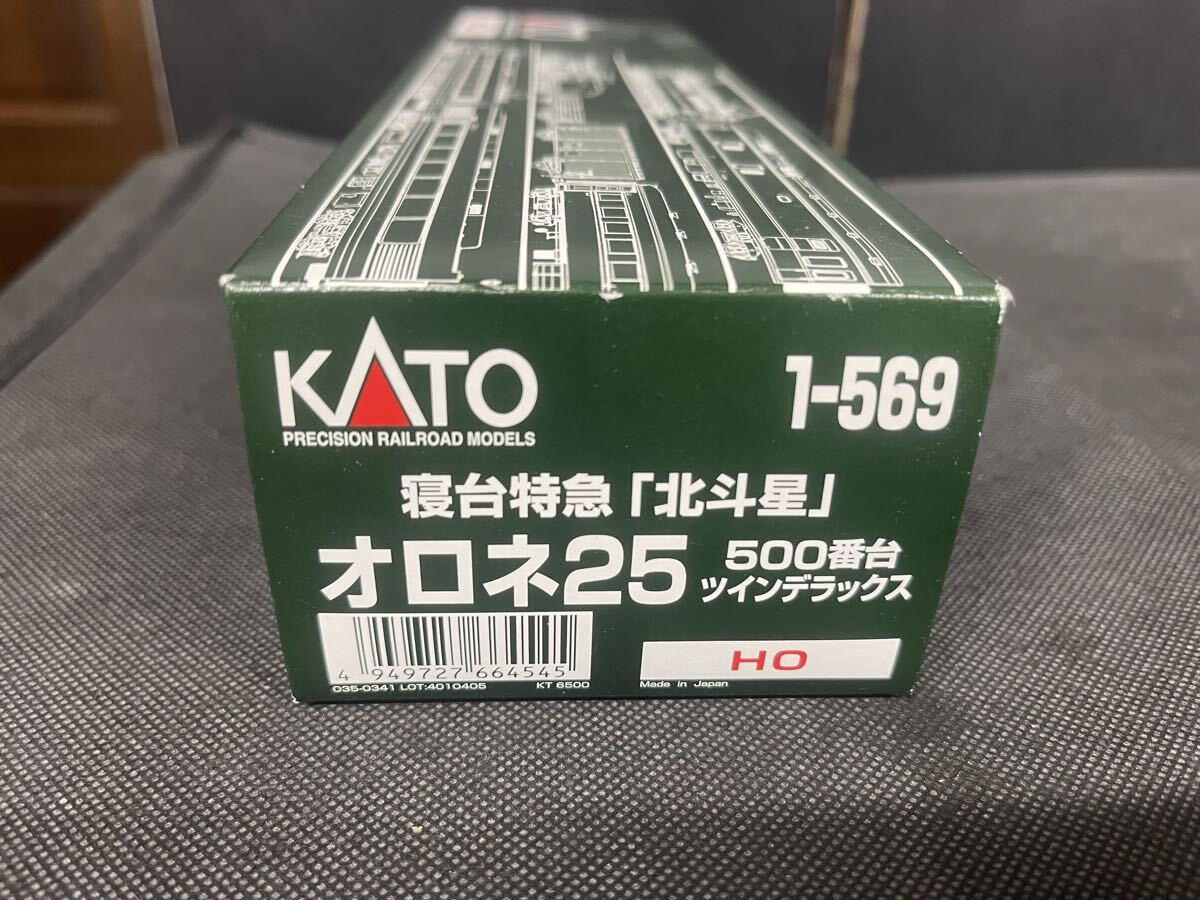 KATO
PRECISION RAILROAD MODELS
1-569
寝台特急「北斗星」
オロネ25
500番台
ツインデラックス
4 949727 664545
035-0341 LOT:4010405 KT 6500
HO
Made in Japan